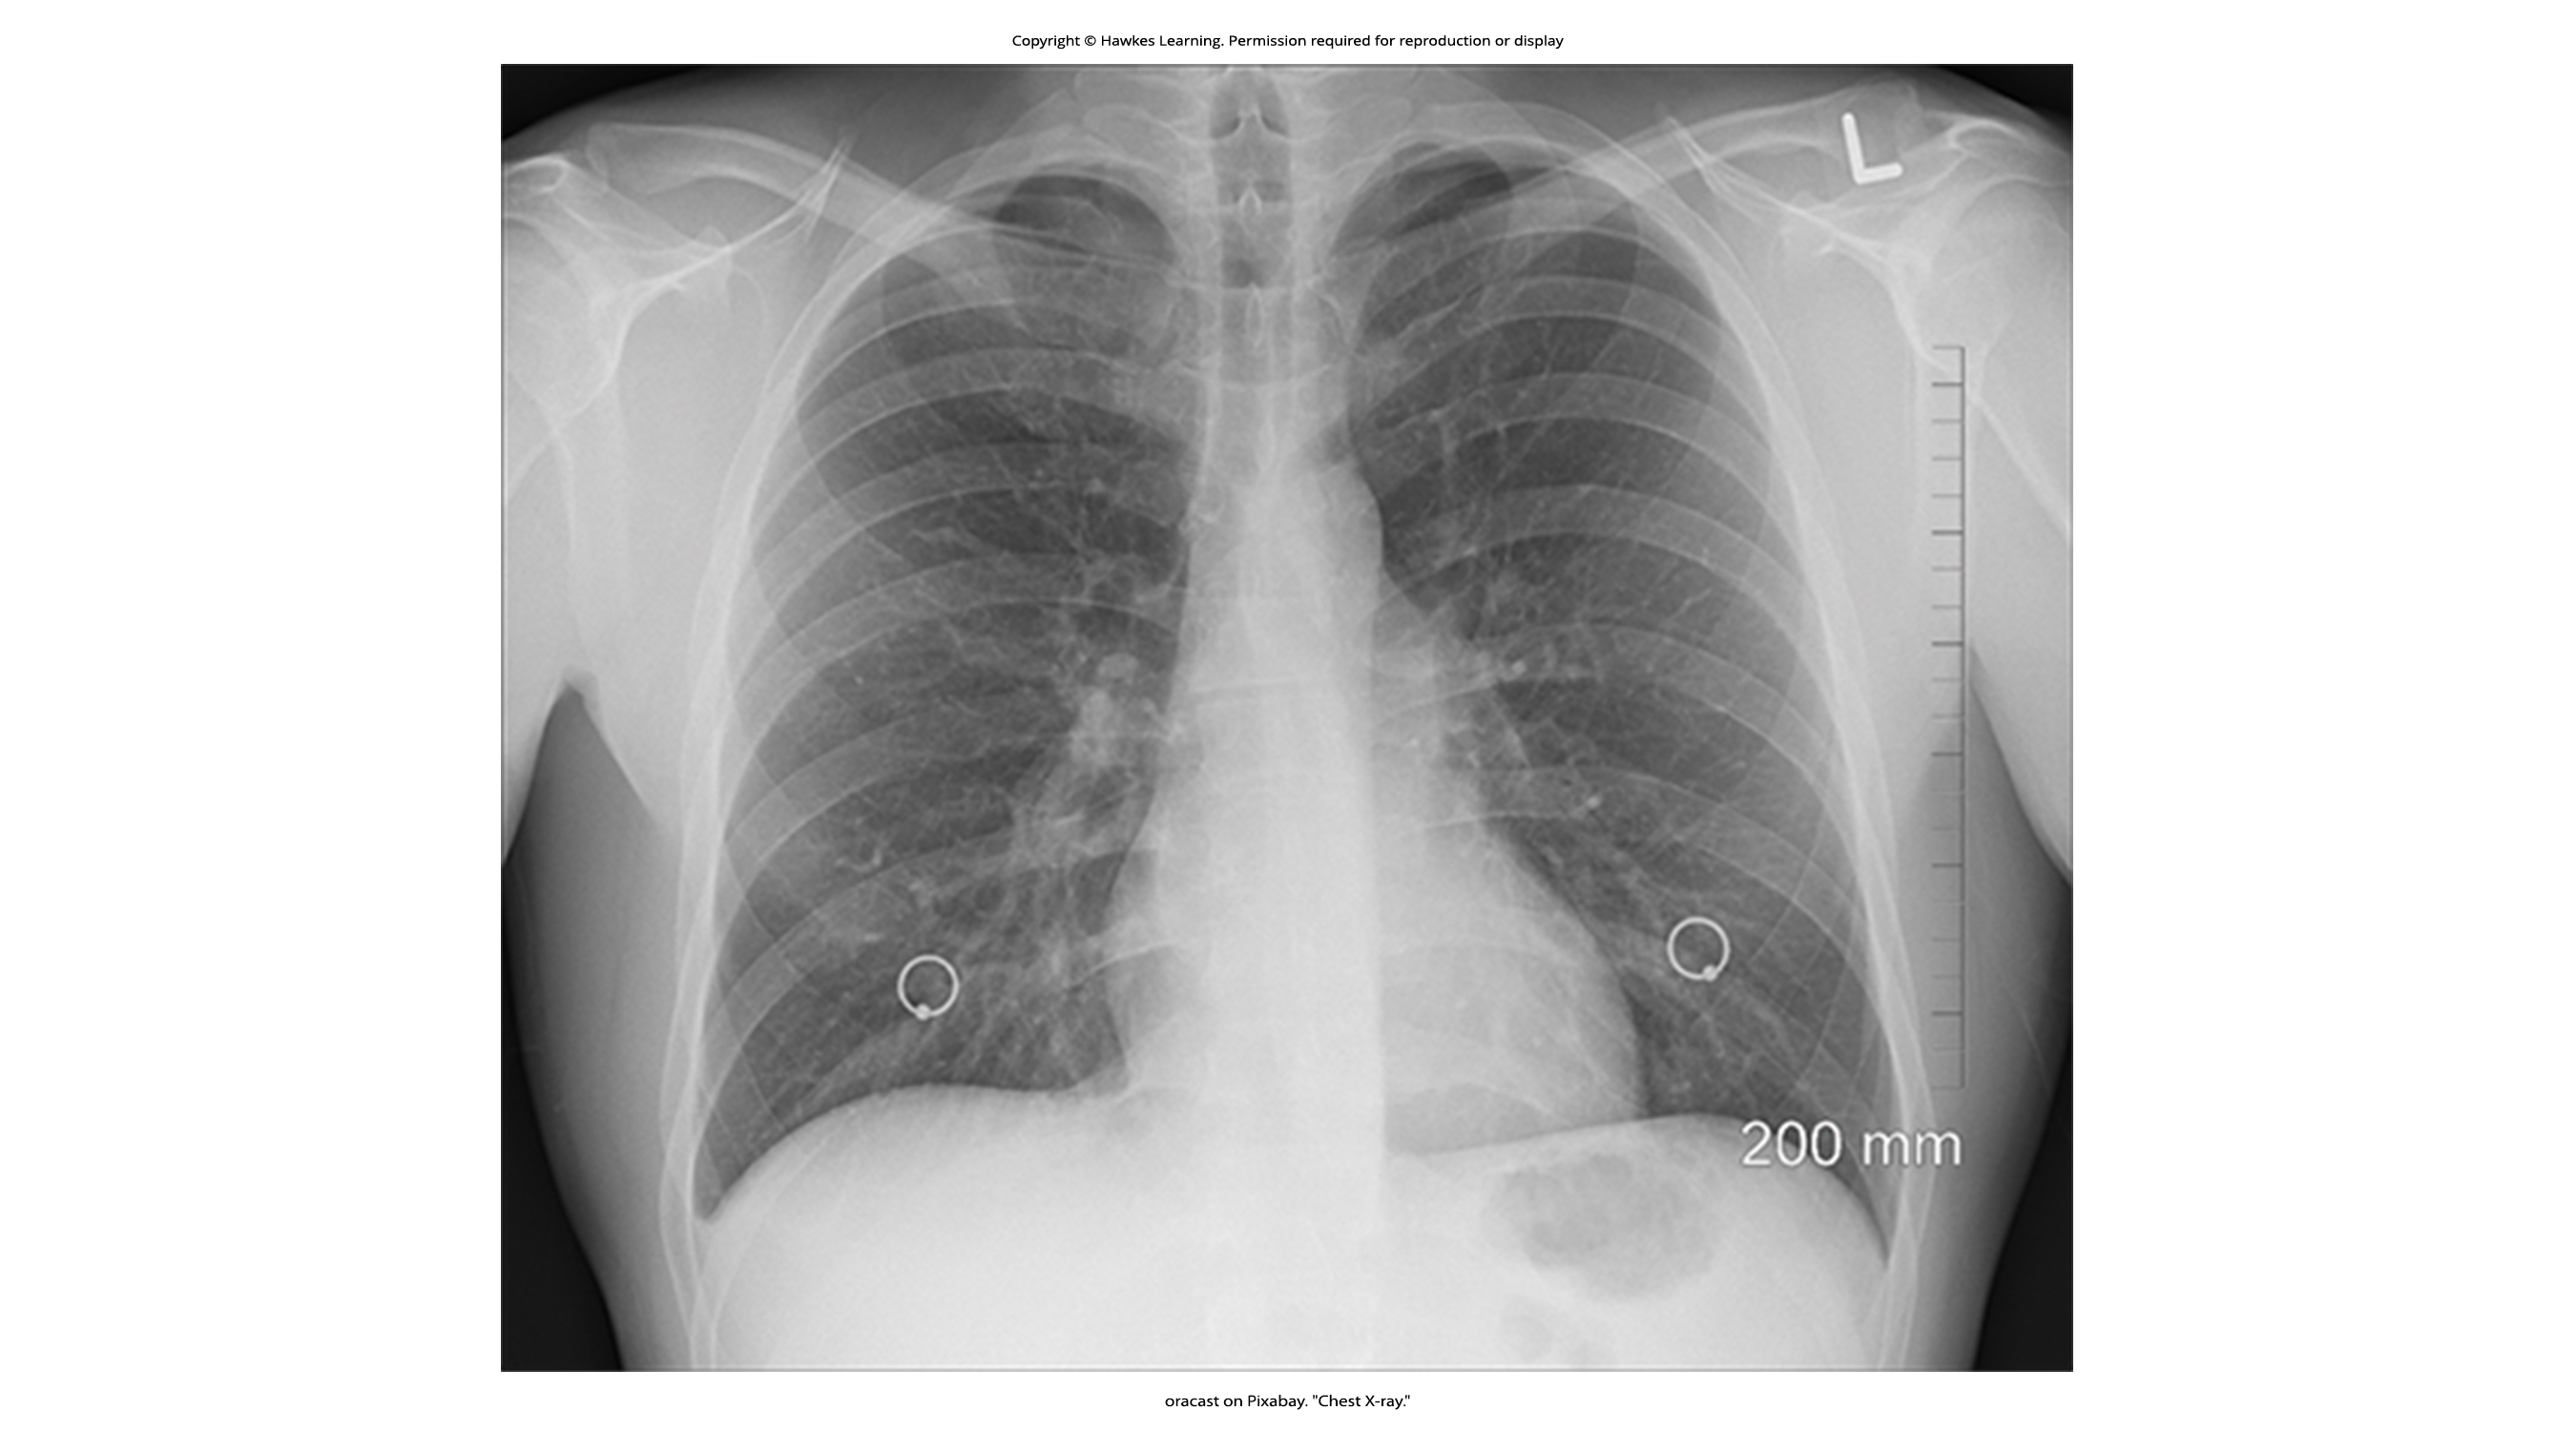 Copyright © Hawkes Learning. Permission required for reproduction or display
L
200 mm
oracast on Pixabay. "Chest X-ray."